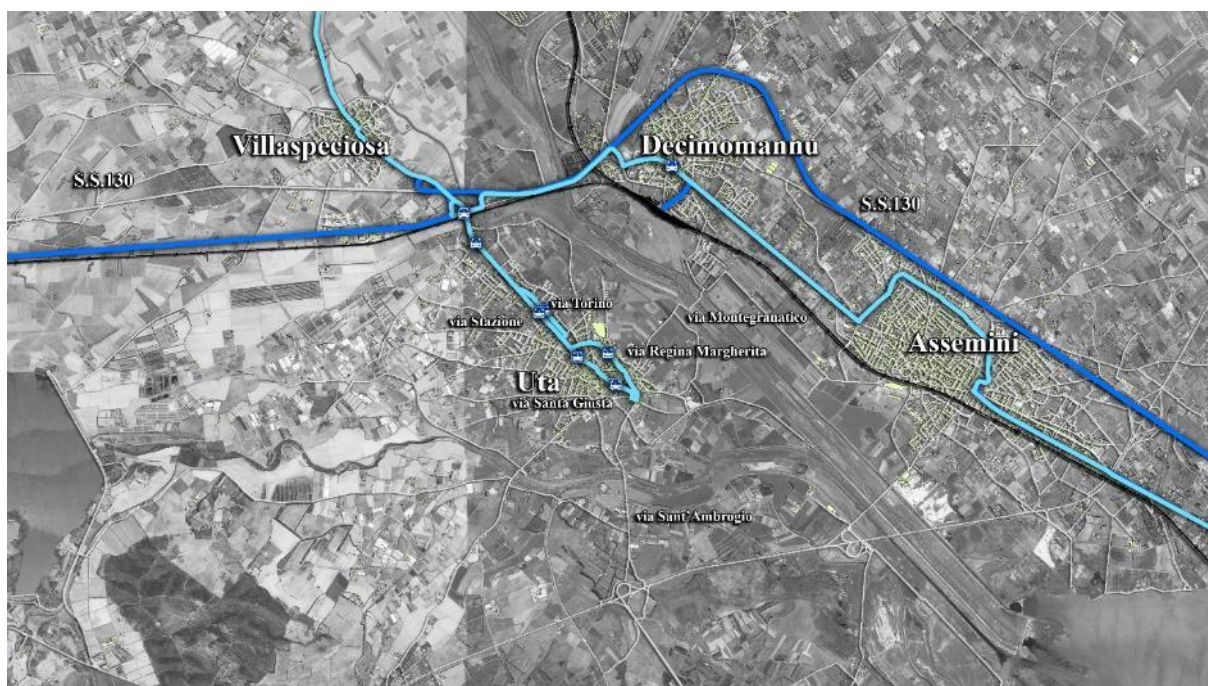 Villaspeciosa
Decimomannu
S.S.130
S.S.130
via Torino
via Montegranatico
via Stazione
Assemini
via Regina Margherita
Uta
via Santa Giusta
via Sant'Ambrogio